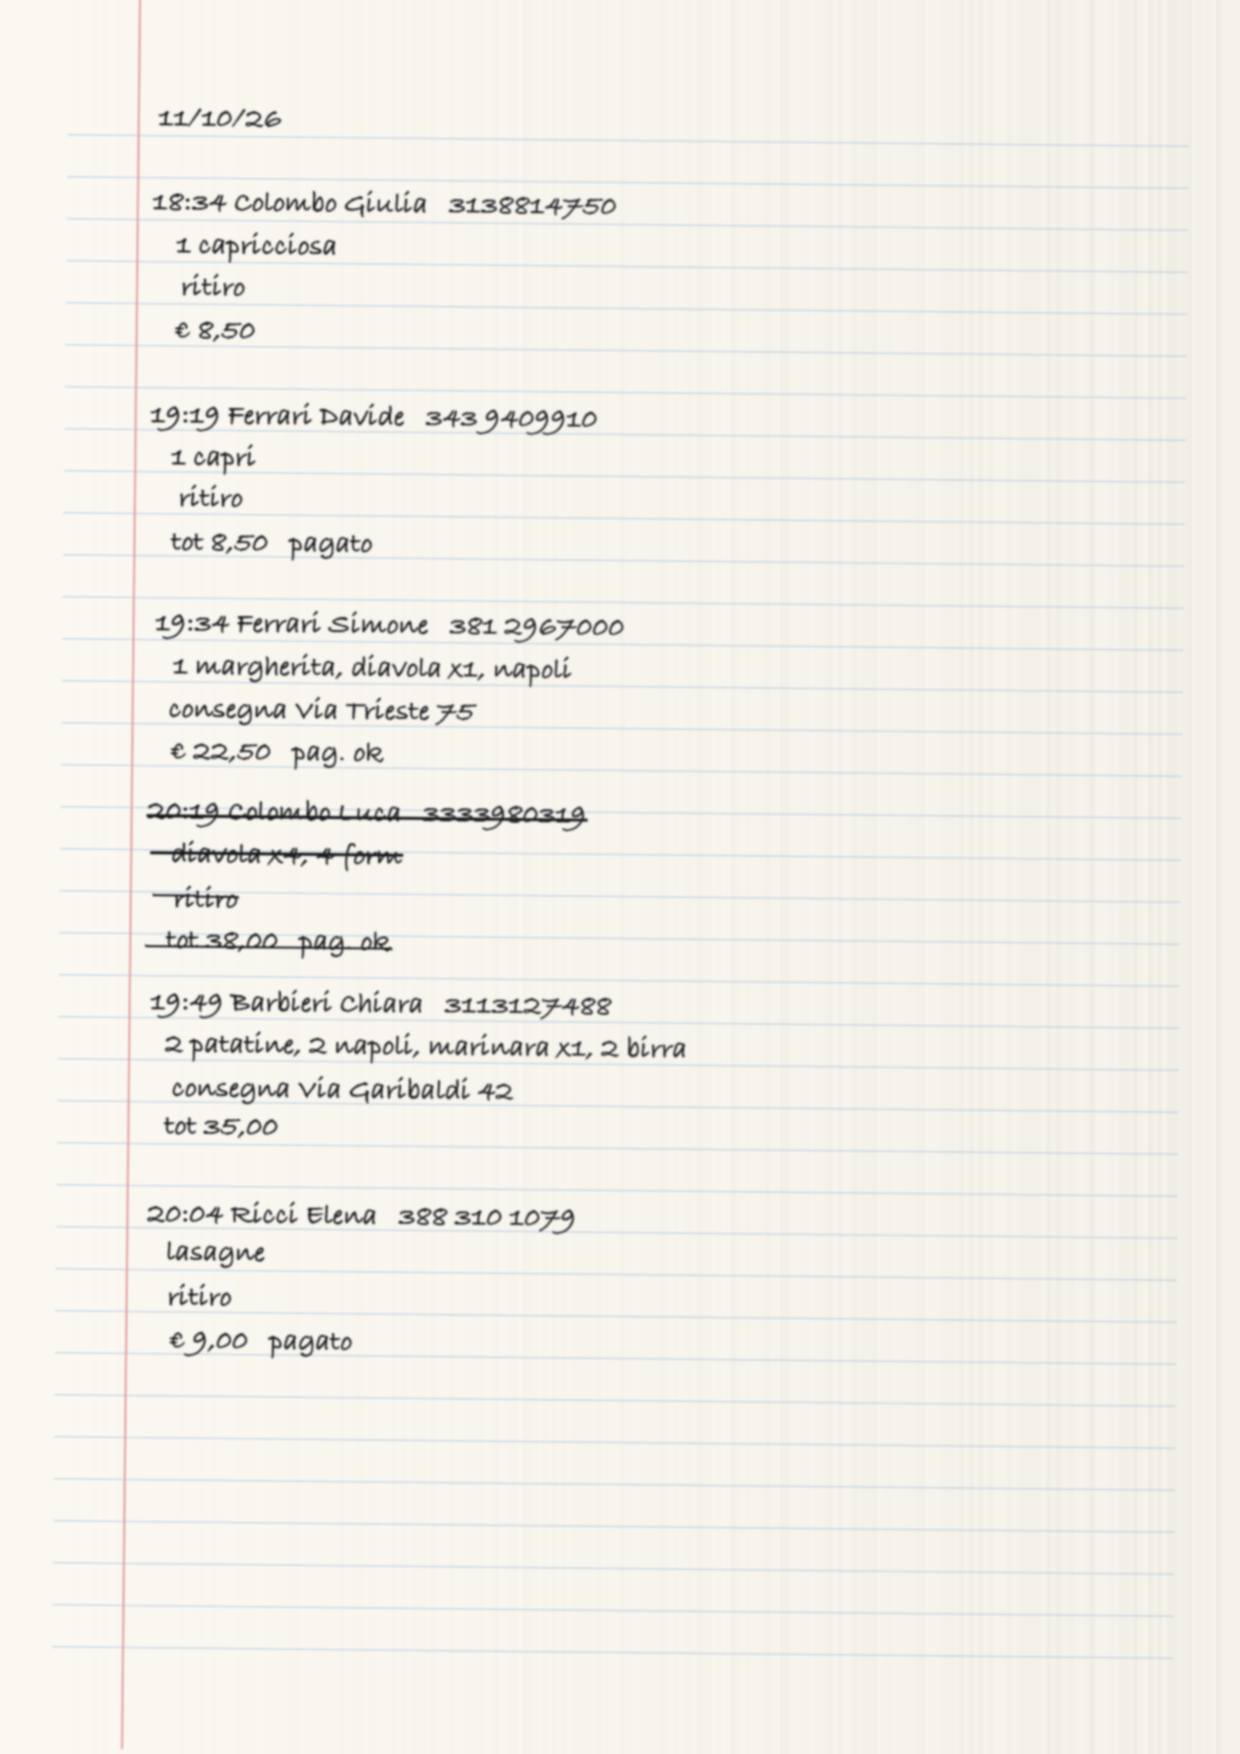 11/10/26
18:34 Colombo Giulia 3138814750
1 capricciosa
ritiro
€ 8,50
19:19 Ferrari Davide 343 9409910
1 capri
ritiro
tot 8,50 pagato
19:34 Ferrari Simone 381 2967000
1 margherita, diavola x1, napoli
consegna Via Trieste 75
€ 22,50 pag. ok
20:19 Colombo Luca 3333980319
diavola x4, 4 form
ritiro
tot 38,00 pag. ok
19:49 Barbieri Chiara 3113127488
2 patatine, 2 napoli, marinara x1, 2 birra
consegna Via Garibaldi 42
tot 35,00
20:04 Ricci Elena 388 310 1079
lasagne
ritiro
€ 9,00 pagato